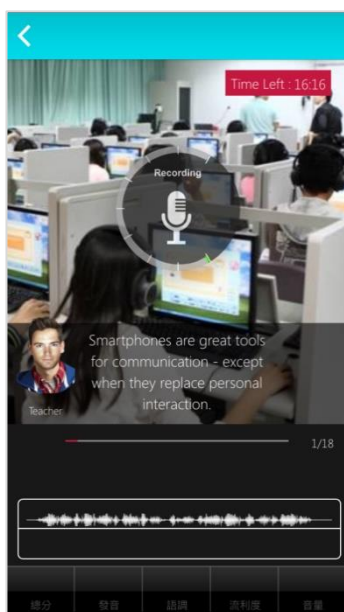 Time Left : 16:16
Recording
Smartphones are great tools
for communication - except
when they replace personal
interaction.
Teacher
1/18
總分 發音 語調 流利度 音量